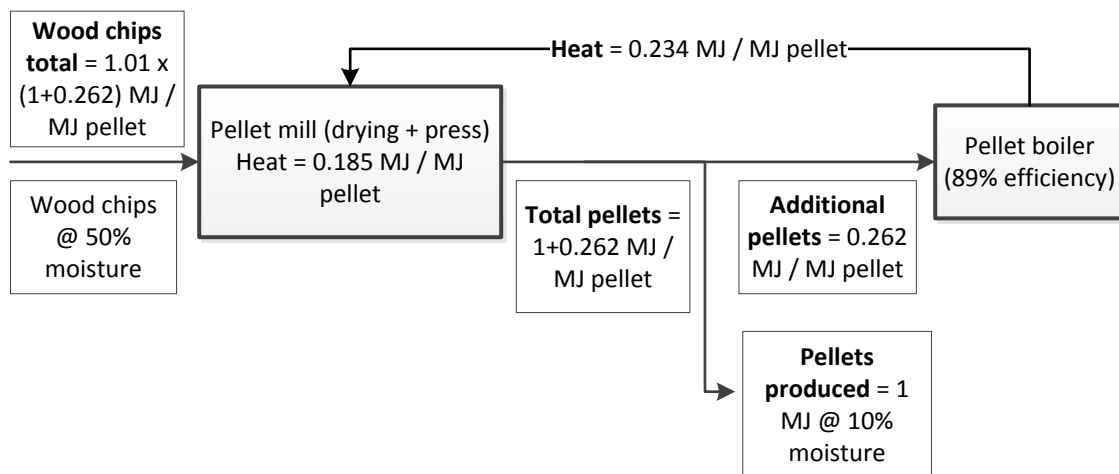 Wood chips
total = 1.01 x
(1+0.262) MJ /
MJ pellet
Heat = 0.234 MJ / MJ pellet
Pellet mill (drying + press)
Heat = 0.185 MJ / MJ
pellet
Pellet boiler
(89% efficiency)
Wood chips
@ 50%
moisture
Total pellets =
1+0.262 MJ /
MJ pellet
Additional
pellets = 0.262
MJ / MJ pellet
Pellets
produced = 1
MJ @ 10%
moisture